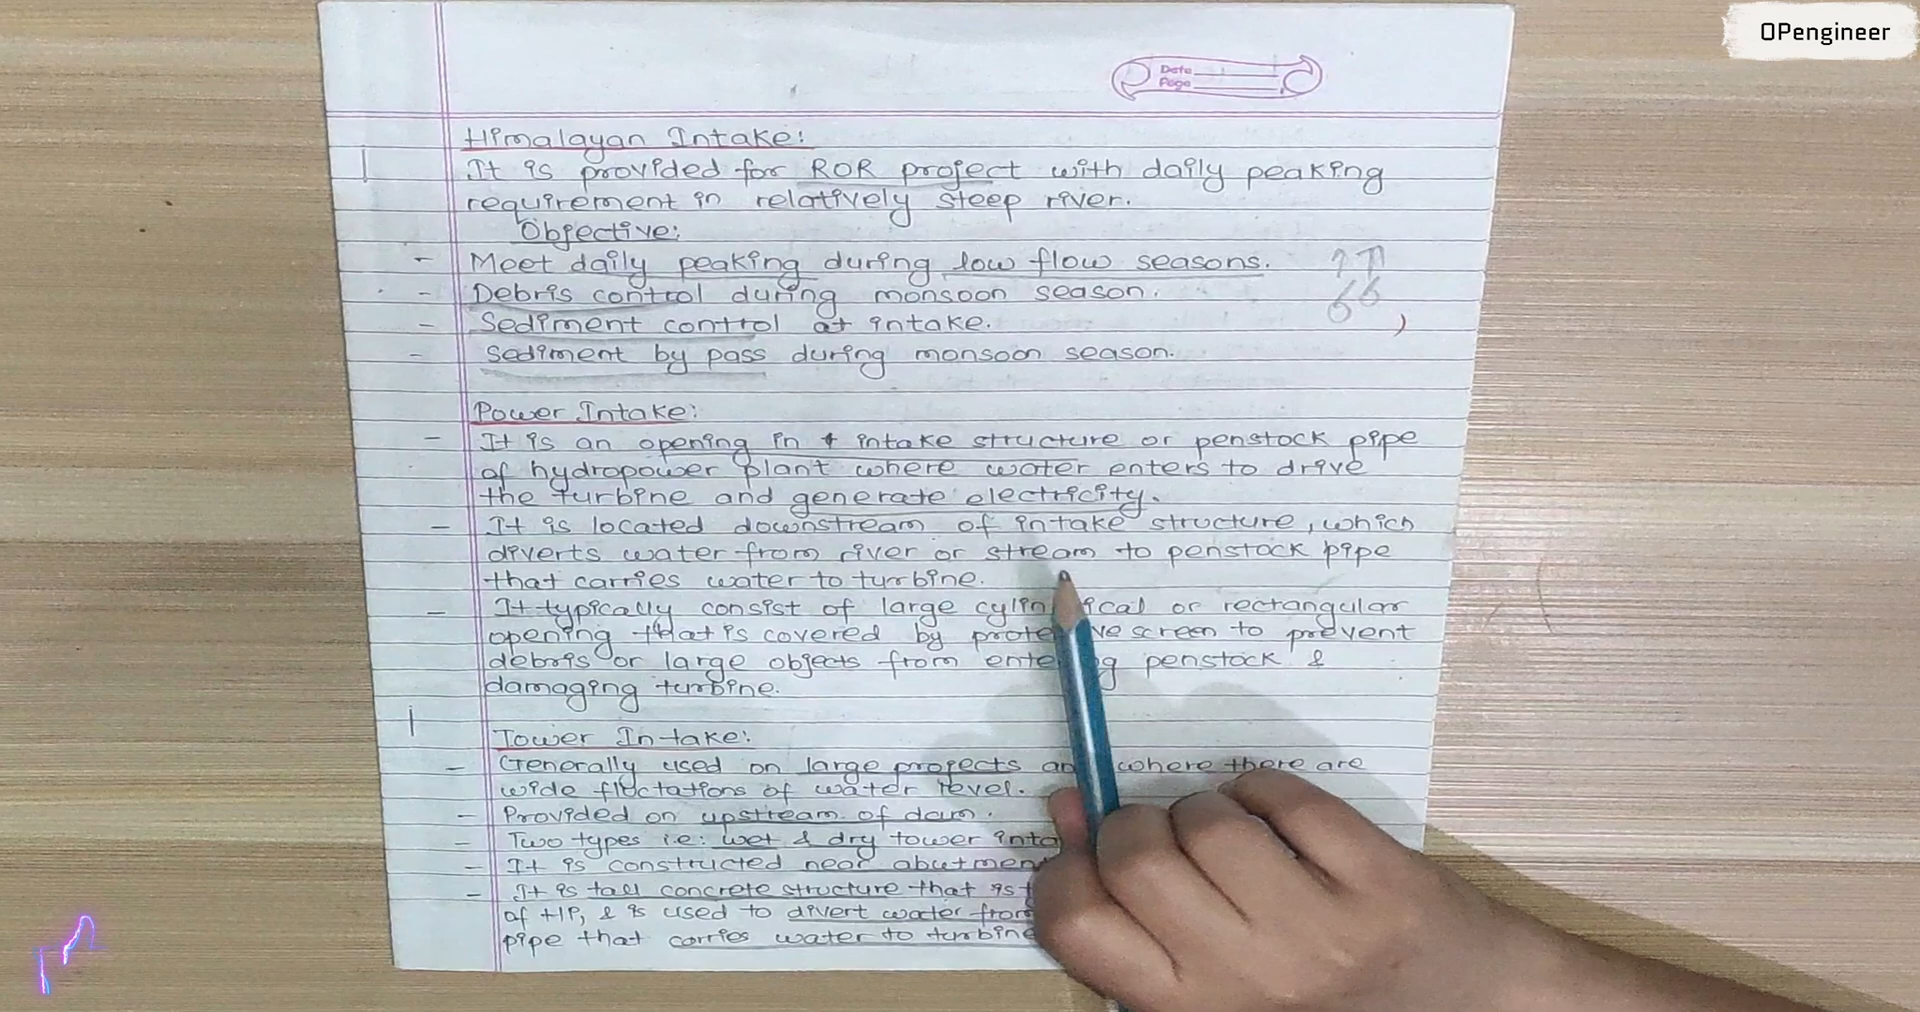 OPengineer
Date
Page
Himalayan Intake:
It is provided for ROR project with daily peaking
requirement in relatively steep river.
Objective:
- Meet daily peaking during low flow seasons.
- Debris control during monsoon season.
- Sediment control at intake.
- Sediment by pass during monsoon season.
Power Intake:
- It is an opening in intake structure or penstock pipe
of hydropower plant where water enters to drive
the turbine and generate electricity.
- It is located downstream of intake structure, which
diverts water from river or stream to penstock pipe
that carries water to turbine.
- It typically consist of large or rectangular
opening that is covered by screen to prevent
debris or large objects from penstock &
damaging turbine.
Tower Intake:
- Generally used on large projects where there are
wide fluctations of water level.
- Provided on upstream of dam.
- Two types i.e: wet & dry tower
- It is constructed near
- It is tall concrete structure that is
of HP, & is used to divert water from
pipe that carries water to turbine